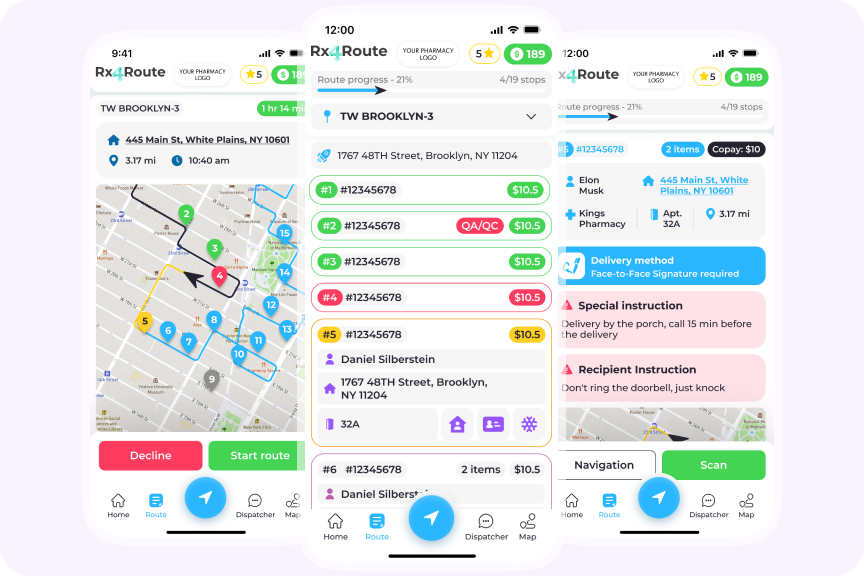 9:41
Rx4Route
YOUR PHARMACY
LOGO
5
189
TW BROOKLYN-3
1 hr 14 min
445 Main St, White Plains, NY 10601
3.17 mi
10:40 am
2
3
4
5
6
7
8
9
10
11
12
13
14
15
Decline
Start route
Home
Route
Dispatcher
Map
12:00
Rx4Route
YOUR PHARMACY
LOGO
5
189
Route progress - 21%
4/19 stops
TW BROOKLYN-3
1767 48TH Street, Brooklyn, NY 11204
#1 #12345678 $10.5
#2 #12345678 QA/QC $10.5
#3 #12345678 $10.5
#4 #12345678 $10.5
#5 #12345678 $10.5
Daniel Silberstein
1767 48TH Street, Brooklyn,
NY 11204
32A
#6 #12345678 2 items $10.5
Daniel Silberstein
Home
Route
Dispatcher
Map
12:00
Rx4Route
YOUR PHARMACY
LOGO
5
189
Route progress - 21%
4/19 stops
#5 #12345678
2 items
Copay: $10
Elon
Musk
445 Main St, White
Plains, NY 10601
Kings
Pharmacy
Apt.
32A
3.17 mi
Delivery method
Face-to-Face Signature required
Special instruction
Delivery by the porch, call 15 min before
the delivery
Recipient Instruction
Don't ring the doorbell, just knock
Navigation
Scan
Home
Route
Dispatcher
Map